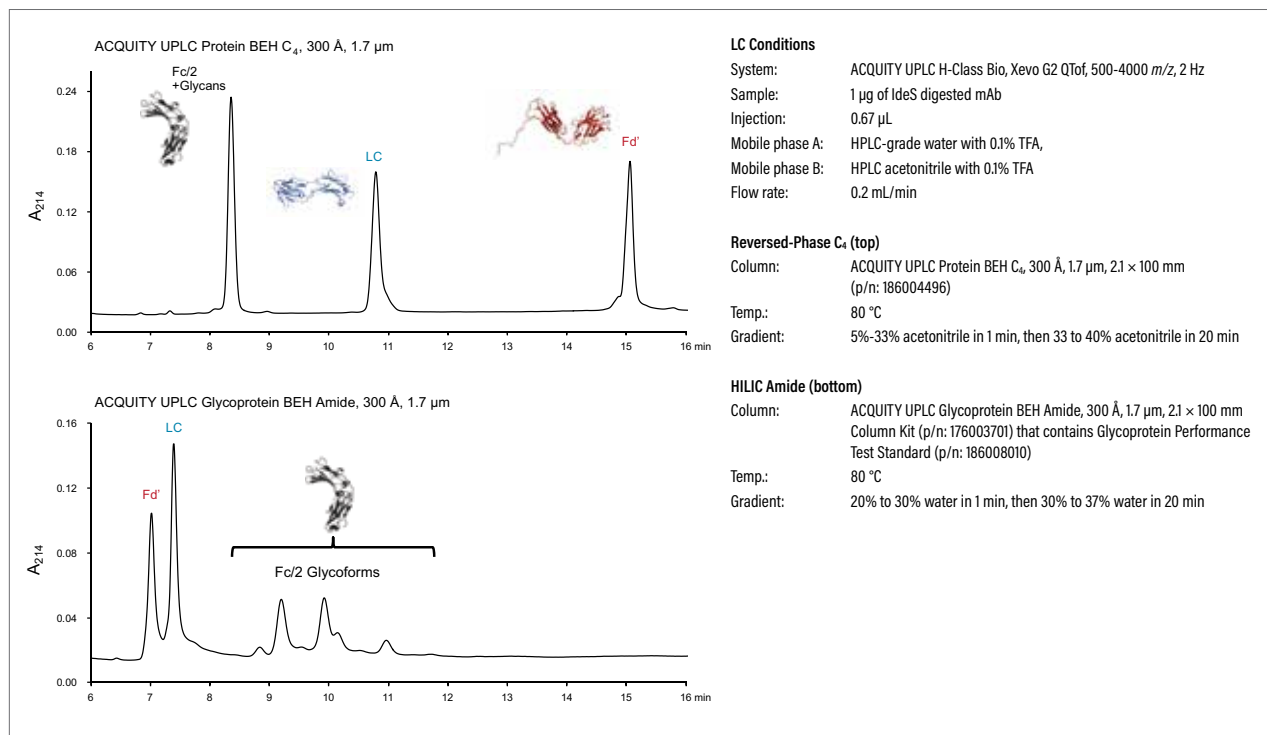 ACQUITY UPLC Protein BEH C₄, 300 Å, 1.7 µm
Fc/2
+Glycans
LC
Fd'
A₂₁₄
0.24
0.18
0.12
0.06
0.00
6 7 8 9 10 11 12 13 14 15 16 min
ACQUITY UPLC Glycoprotein BEH Amide, 300 Å, 1.7 µm
LC
Fd'
Fc/2 Glycoforms
A₂₁₄
0.16
0.12
0.08
0.04
0.00
6 7 8 9 10 11 12 13 14 15 16 min
LC Conditions
System: ACQUITY UPLC H-Class Bio, Xevo G2 QTof, 500-4000 m/z, 2 Hz
Sample: 1 µg of IdeS digested mAb
Injection: 0.67 µL
Mobile phase A: HPLC-grade water with 0.1% TFA,
Mobile phase B: HPLC acetonitrile with 0.1% TFA
Flow rate: 0.2 mL/min
Reversed-Phase C₄ (top)
Column: ACQUITY UPLC Protein BEH C₄, 300 Å, 1.7 µm, 2.1 × 100 mm
(p/n: 186004496)
Temp.: 80 °C
Gradient: 5%-33% acetonitrile in 1 min, then 33 to 40% acetonitrile in 20 min
HILIC Amide (bottom)
Column: ACQUITY UPLC Glycoprotein BEH Amide, 300 Å, 1.7 µm, 2.1 × 100 mm
Column Kit (p/n: 176003701) that contains Glycoprotein Performance
Test Standard (p/n: 186008010)
Temp.: 80 °C
Gradient: 20% to 30% water in 1 min, then 30% to 37% water in 20 min